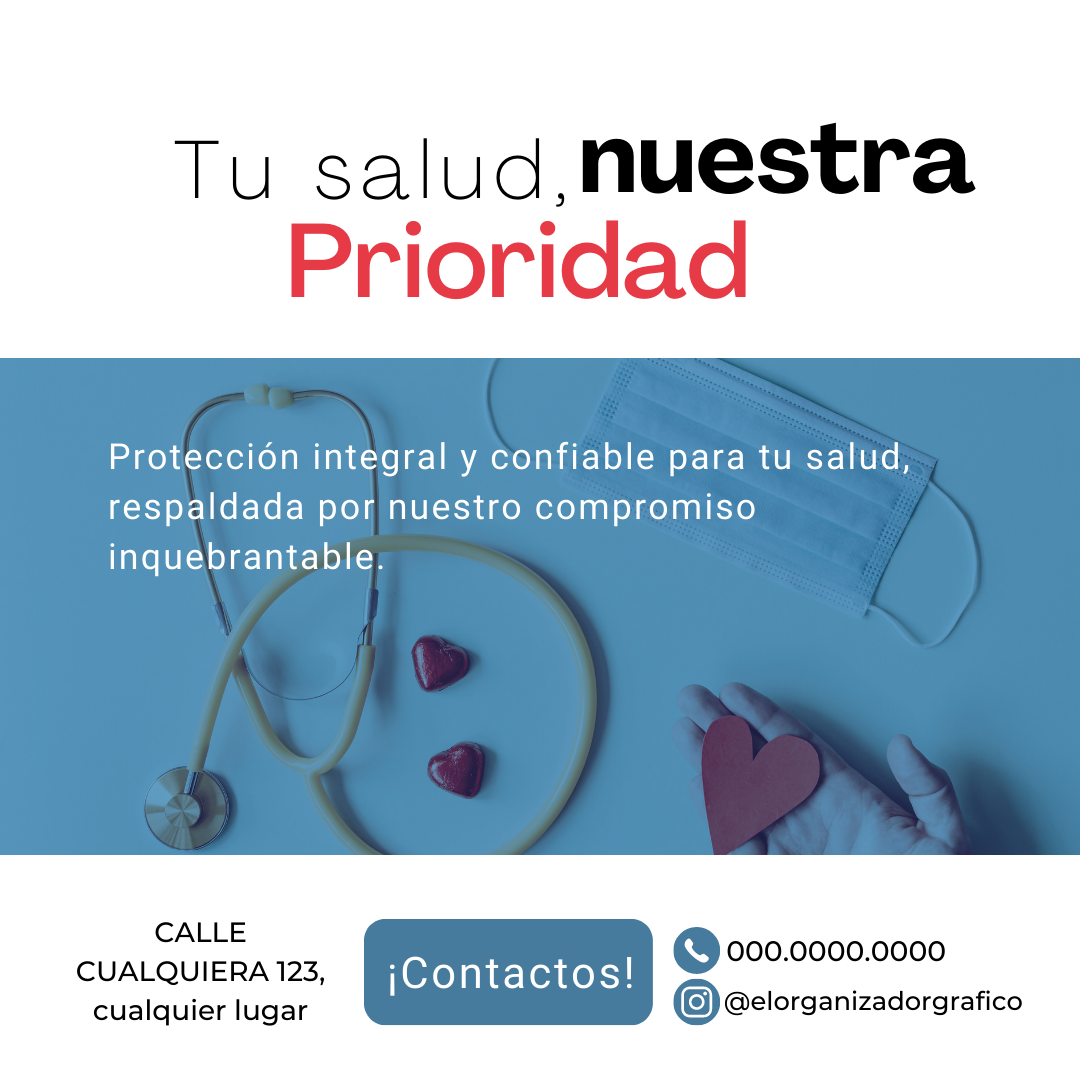 Tu salud, nuestra
Prioridad
Protección integral y confiable para tu salud,
respaldada por nuestro compromiso
inquebrantable.
CALLE
CUALQUIERA 123,
cualquier lugar
¡Contactos!
000.0000.0000
@elorganizadorgrafico